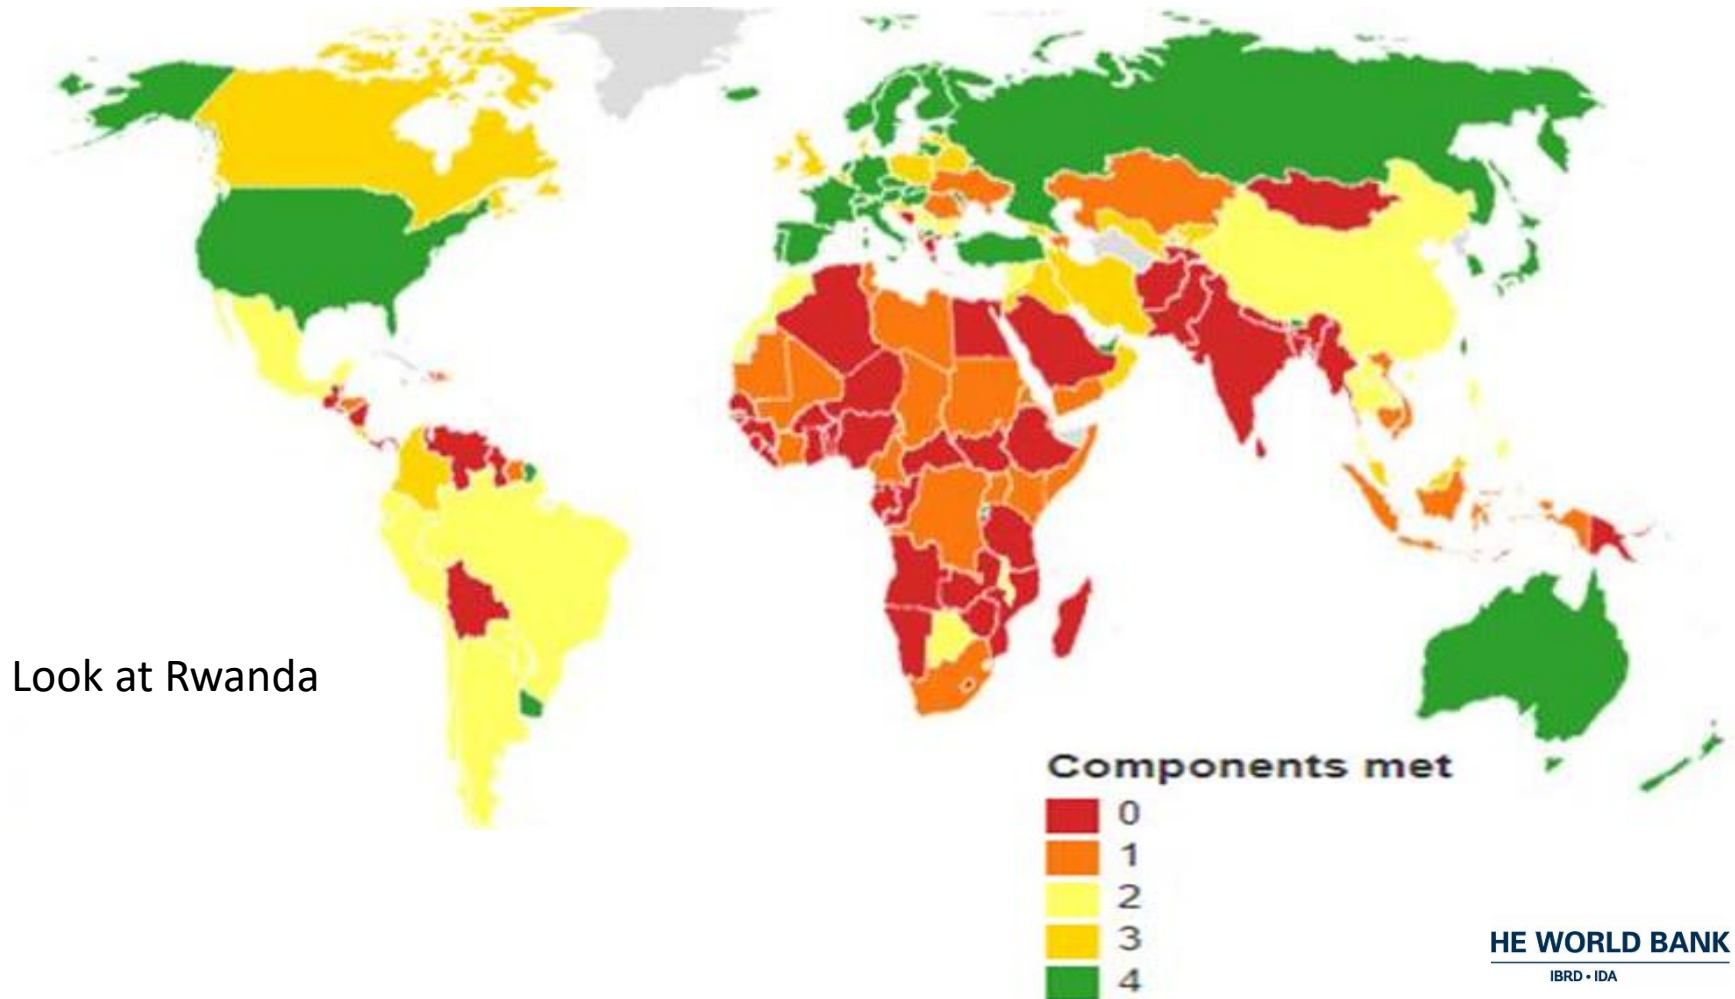 Look at Rwanda
Components met
0
1
2
3
4
HE WORLD BANK
IBRD • IDA